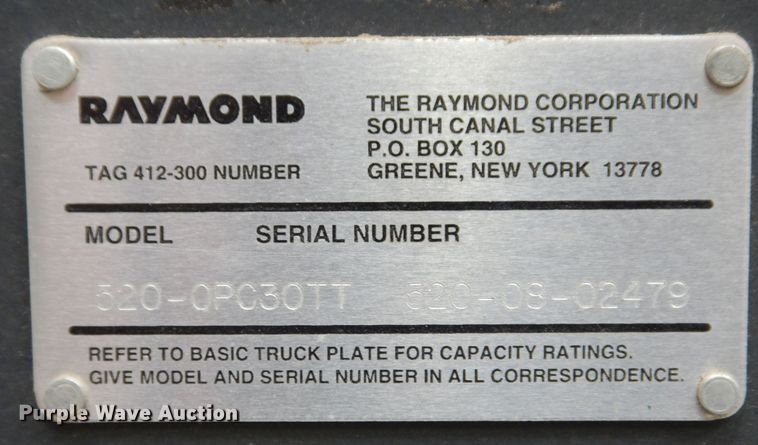 RAYMOND
TAG 412-300 NUMBER
THE RAYMOND CORPORATION
SOUTH CANAL STREET
P.O. BOX 130
GREENE, NEW YORK 13778
MODEL SERIAL NUMBER
520-OPC30TT 520-08-02479
REFER TO BASIC TRUCK PLATE FOR CAPACITY RATINGS.
GIVE MODEL AND SERIAL NUMBER IN ALL CORRESPONDENCE.
Purple Wave Auction